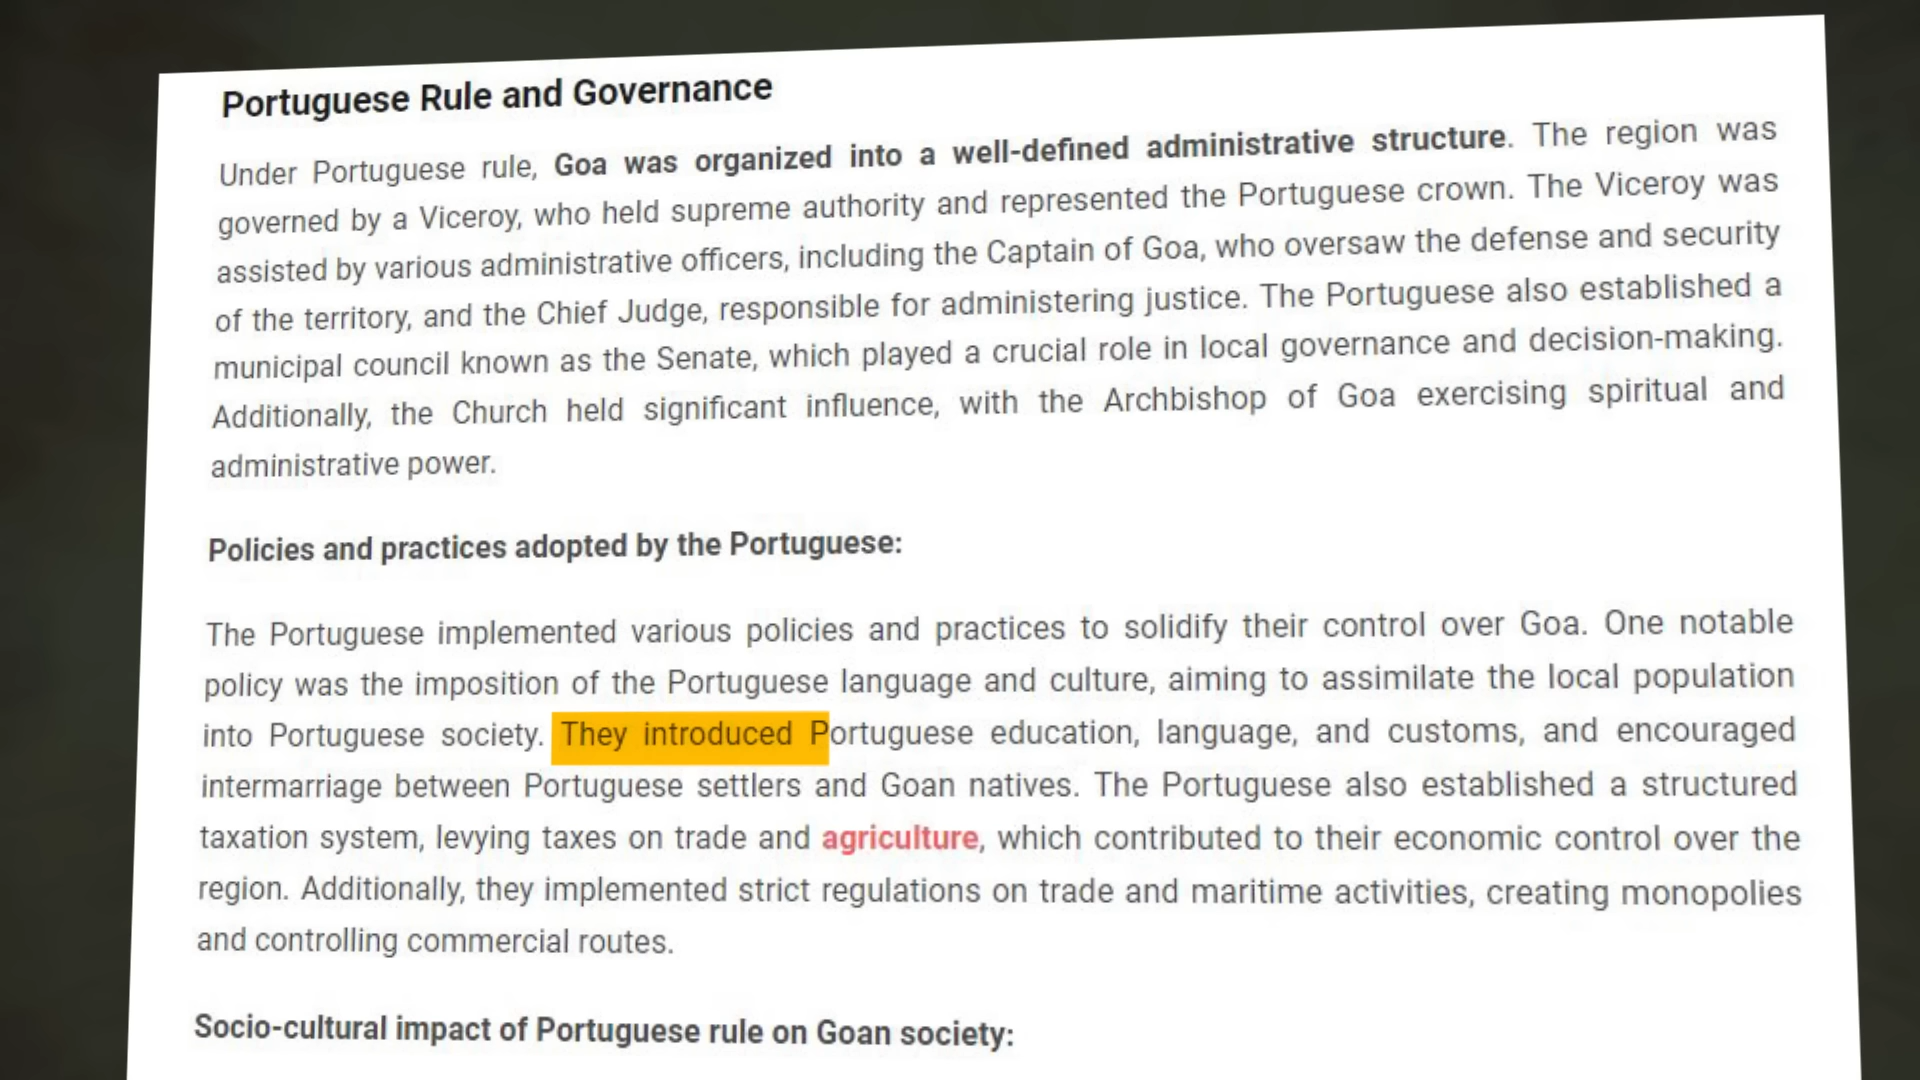 Portuguese Rule and Governance
Under Portuguese rule, Goa was organized into a well-defined administrative structure. The region was
governed by a Viceroy, who held supreme authority and represented the Portuguese crown. The Viceroy was
assisted by various administrative officers, including the Captain of Goa, who oversaw the defense and security
of the territory, and the Chief Judge, responsible for administering justice. The Portuguese also established a
municipal council known as the Senate, which played a crucial role in local governance and decision-making.
Additionally, the Church held significant influence, with the Archbishop of Goa exercising spiritual and
administrative power.
Policies and practices adopted by the Portuguese:
The Portuguese implemented various policies and practices to solidify their control over Goa. One notable
policy was the imposition of the Portuguese language and culture, aiming to assimilate the local population
into Portuguese society. They introduced Portuguese education, language, and customs, and encouraged
intermarriage between Portuguese settlers and Goan natives. The Portuguese also established a structured
taxation system, levying taxes on trade and agriculture, which contributed to their economic control over the
region. Additionally, they implemented strict regulations on trade and maritime activities, creating monopolies
and controlling commercial routes.
Socio-cultural impact of Portuguese rule on Goan society: